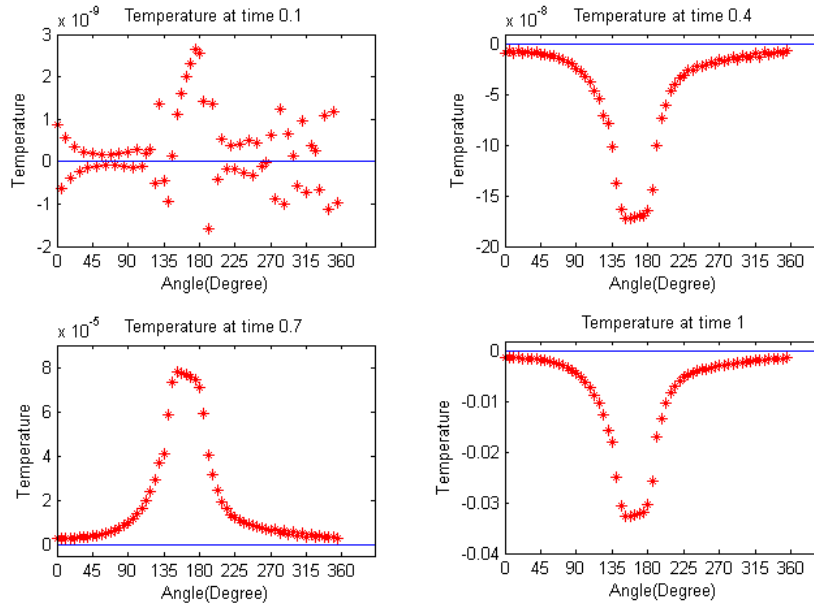 x 10^-9
Temperature at time 0.1
3
2
1
0
-1
-2
Temperature
0 45 90 135 180 225 270 315 360
Angle(Degree)
x 10^-8
Temperature at time 0.4
0
-5
-10
-15
-20
Temperature
0 45 90 135 180 225 270 315 360
Angle(Degree)
x 10^-5
Temperature at time 0.7
8
6
4
2
0
Temperature
0 45 90 135 180 225 270 315 360
Angle(Degree)
Temperature at time 1
0
-0.01
-0.02
-0.03
-0.04
Temperature
0 45 90 135 180 225 270 315 360
Angle(Degree)